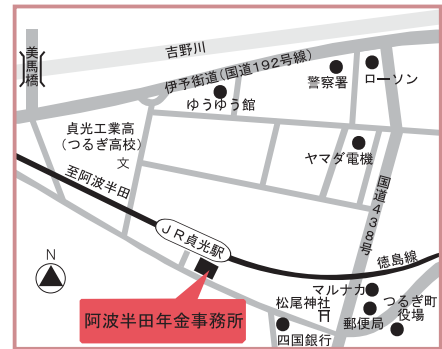 吉野川
美馬橋
伊予街道(国道192号線)
ゆうゆう館
警察署
ローソン
貞光工業高
(つるぎ高校)
文
ヤマダ電機
至阿波半田
国道438号
JR貞光駅
徳島線
N
マルナカ
松尾神社
つるぎ町
役場
郵便局
四国銀行
阿波半田年金事務所